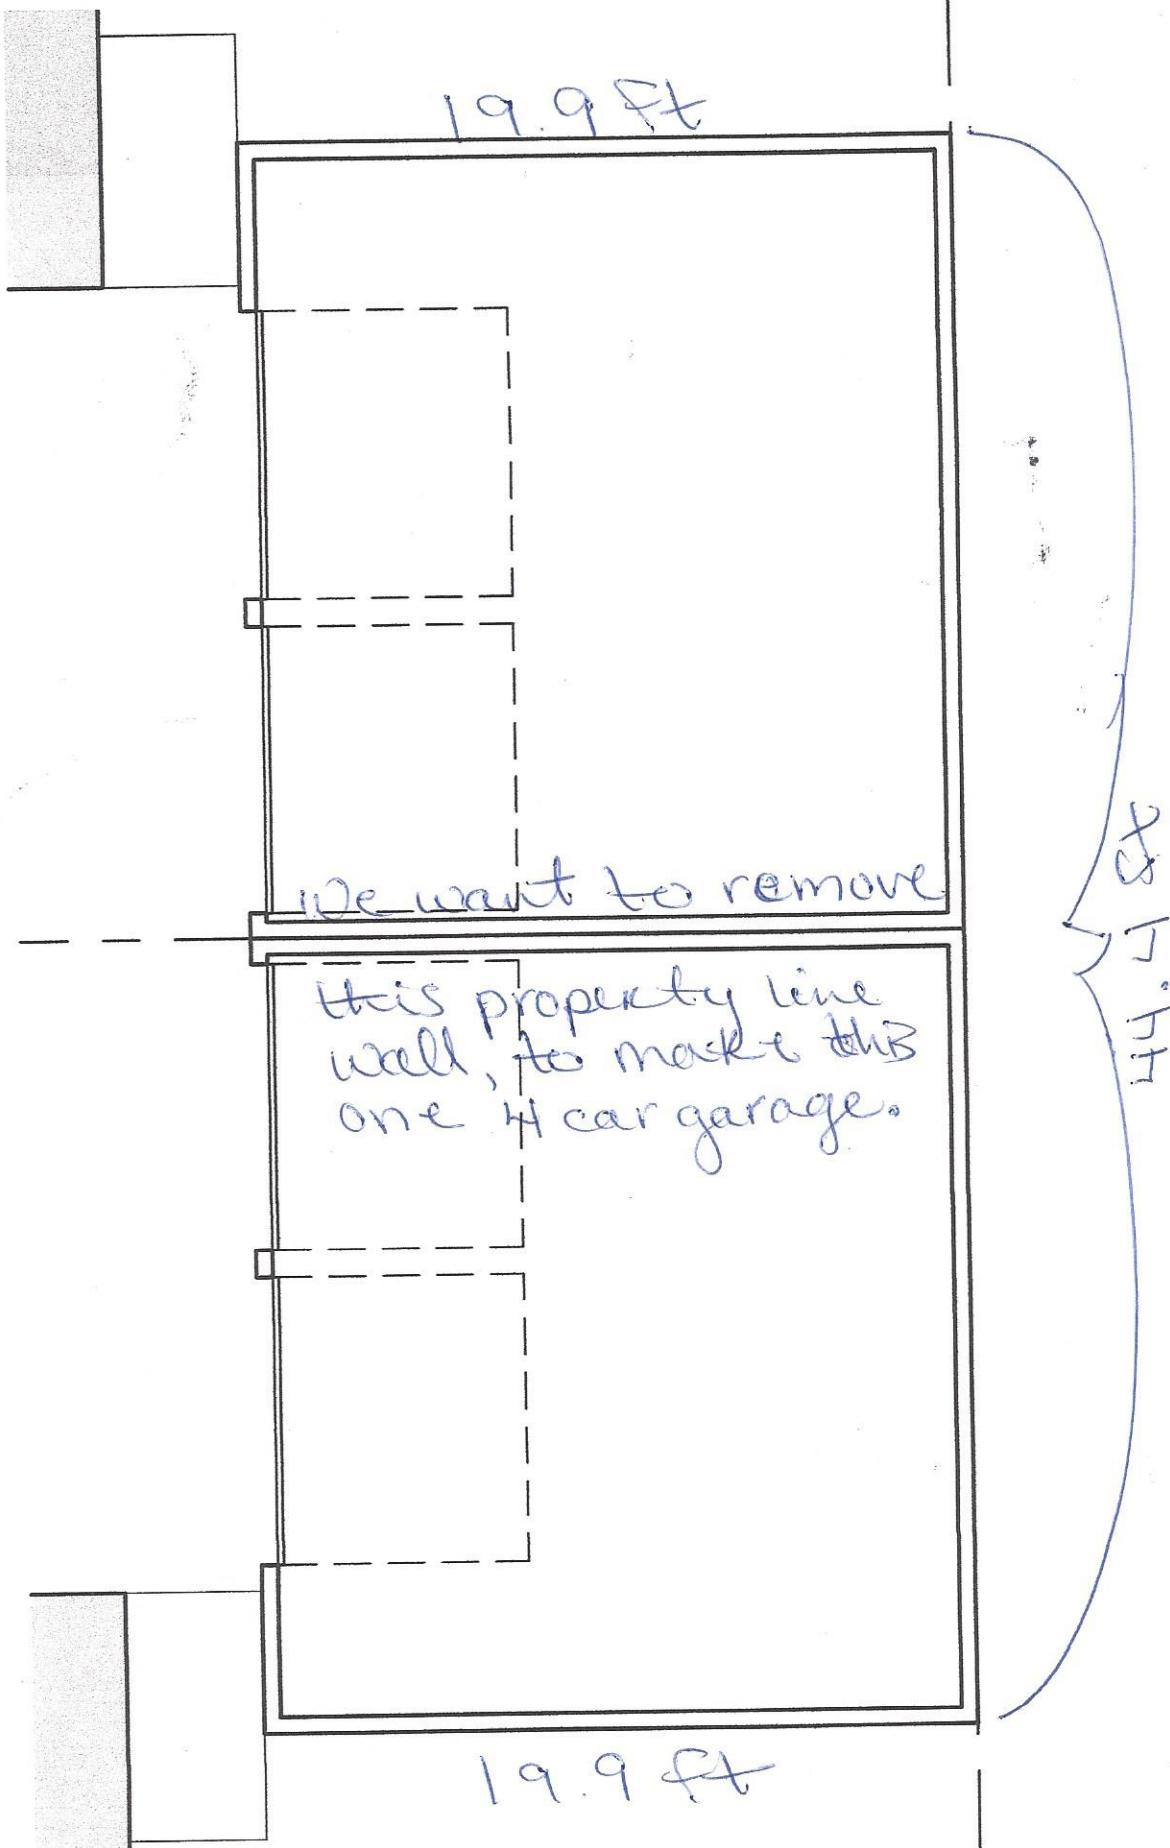 19.9 ft
ft
we want to remove
this property line
wall, to make this
one 4 car garage.
19.9 ft